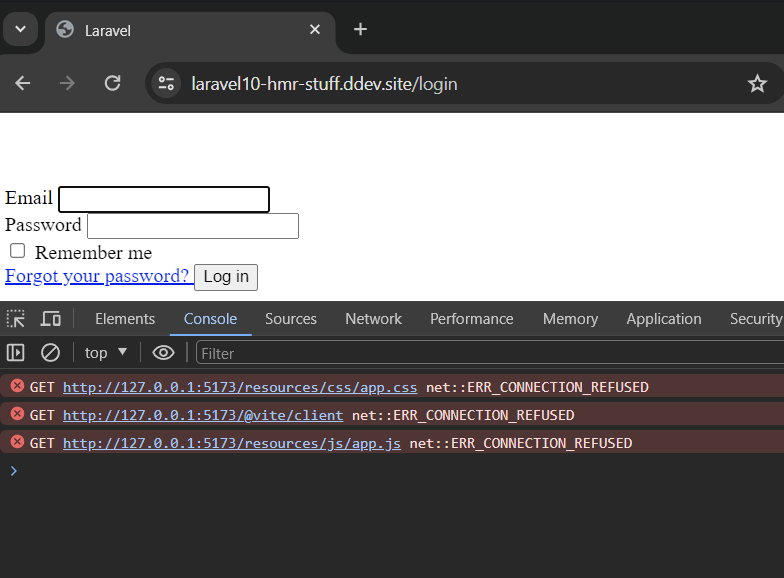 Laravel
laravel10-hmr-stuff.ddev.site/login
Email
Password
Remember me
Forgot your password? Log in
Elements Console Sources Network Performance Memory Application Security
top Filter
GET http://127.0.0.1:5173/resources/css/app.css net::ERR_CONNECTION_REFUSED
GET http://127.0.0.1:5173/@vite/client net::ERR_CONNECTION_REFUSED
GET http://127.0.0.1:5173/resources/js/app.js net::ERR_CONNECTION_REFUSED